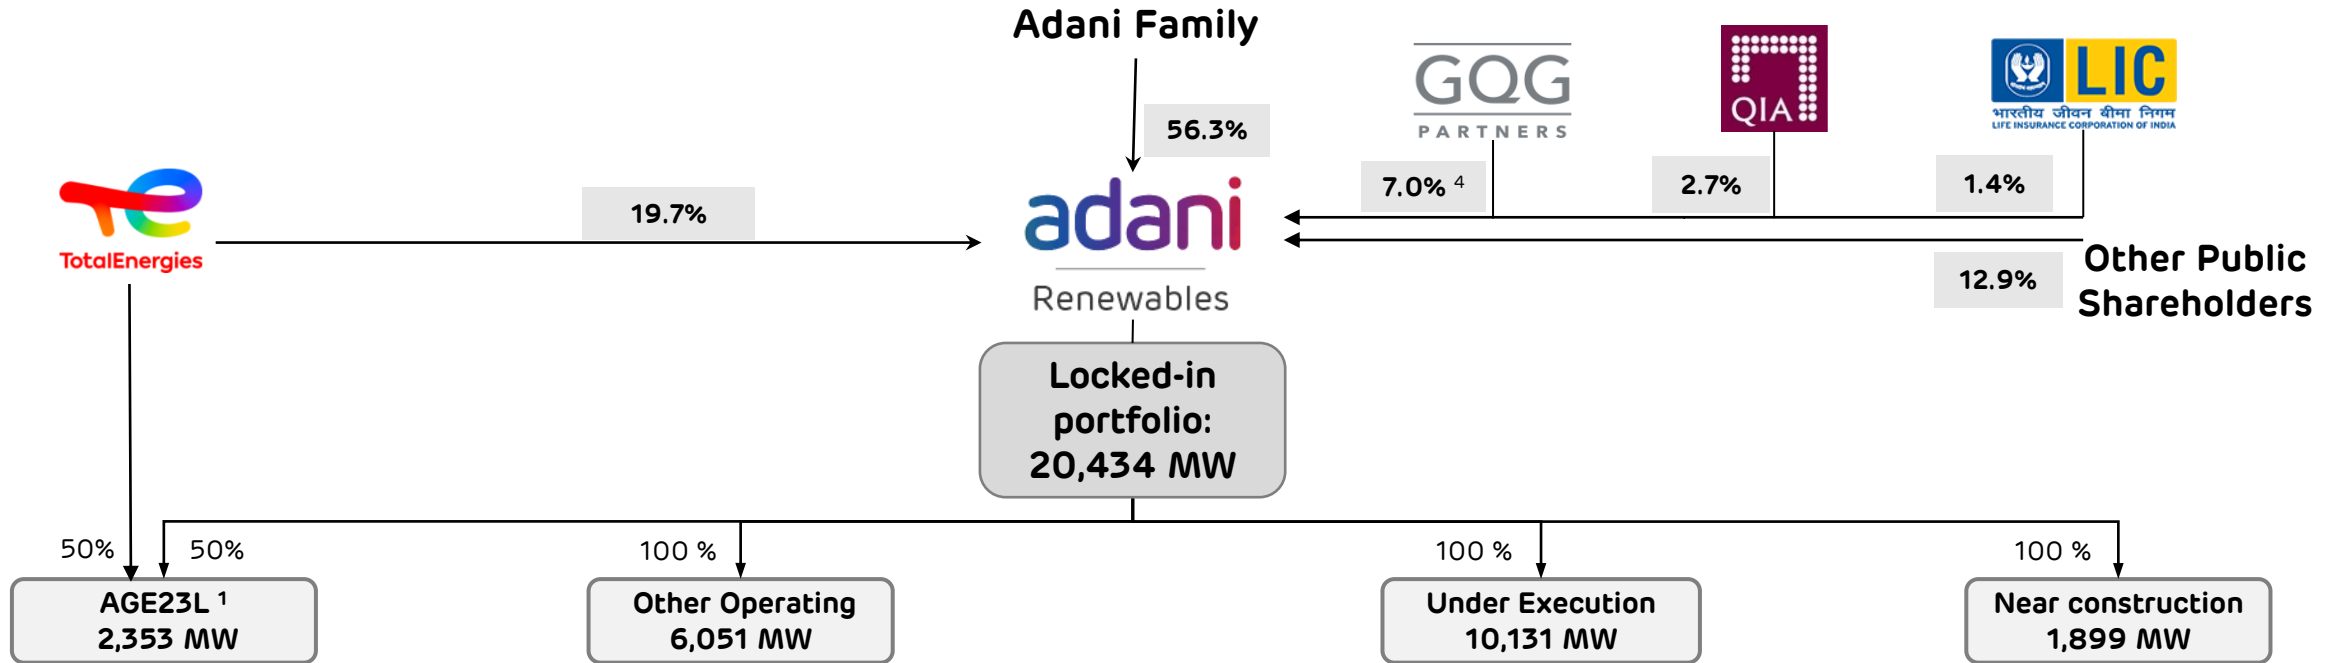 Adani Family
56.3%
GQG
PARTNERS
7.0% 4
QIA
2.7%
LIC
भारतीय जीवन बीमा निगम
LIFE INSURANCE CORPORATION OF INDIA
1.4%
TotalEnergies
19.7%
adani
Renewables
12.9%
Other Public
Shareholders
Locked-in
portfolio:
20,434 MW
50%
50%
100 %
100 %
100 %
AGE23L 1
2,353 MW
Other Operating
6,051 MW
Under Execution
10,131 MW
Near construction
1,899 MW